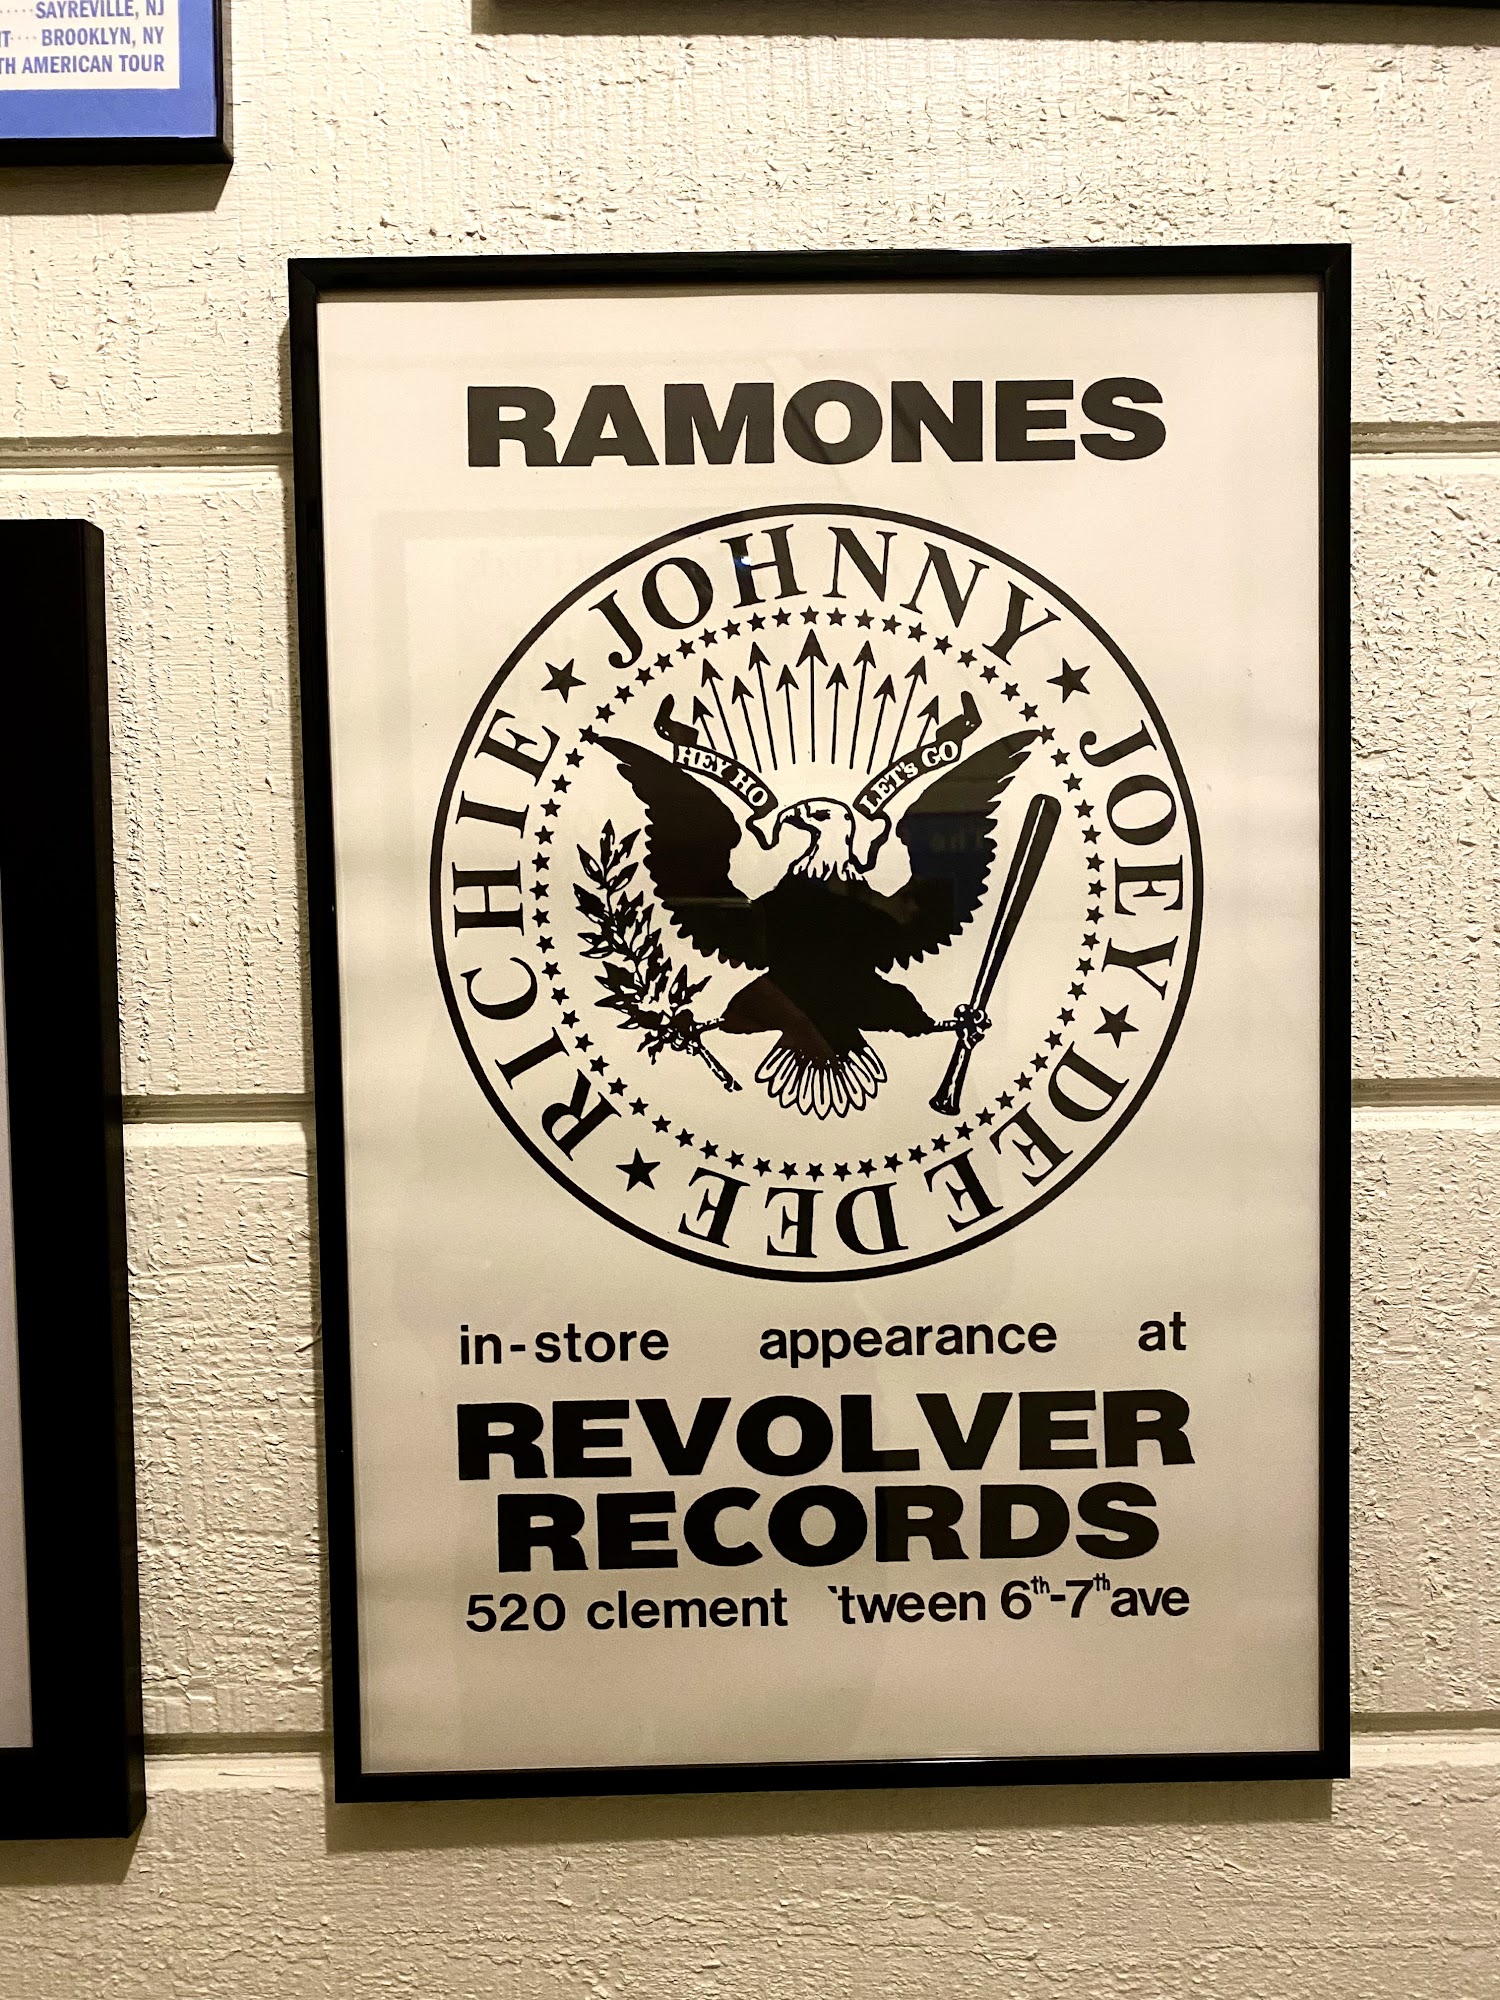 SAYREVILLE, NJ
BROOKLYN, NY
AMERICAN TOUR
RAMONES
JOHNNY ★ JOEY ★ DEE DEE ★ RICHIE ★
HEY HO LET'S GO
in-store appearance at
REVOLVER
RECORDS
520 clement 'tween 6th-7th ave